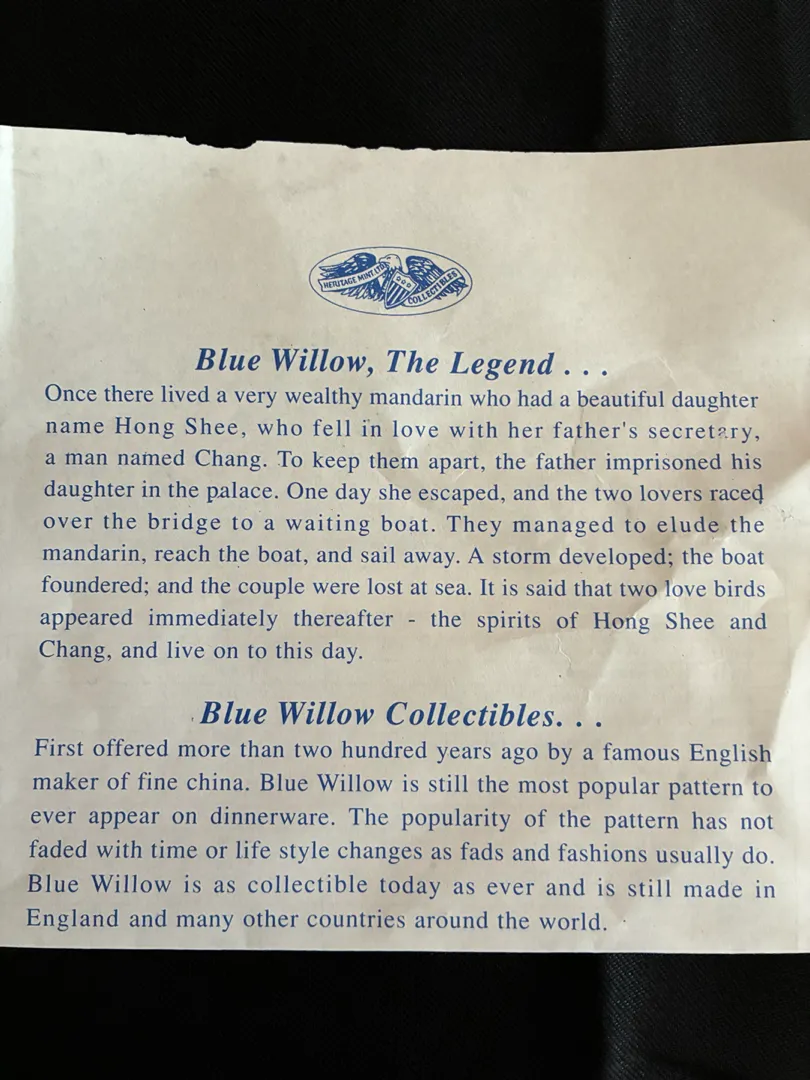 HERITAGE MINT, LTD. COLLECTIBLES
Blue Willow, The Legend . . .
Once there lived a very wealthy mandarin who had a beautiful daughter
name Hong Shee, who fell in love with her father's secretary,
a man named Chang. To keep them apart, the father imprisoned his
daughter in the palace. One day she escaped, and the two lovers raced
over the bridge to a waiting boat. They managed to elude the
mandarin, reach the boat, and sail away. A storm developed; the boat
foundered; and the couple were lost at sea. It is said that two love birds
appeared immediately thereafter - the spirits of Hong Shee and
Chang, and live on to this day.
Blue Willow Collectibles. . .
First offered more than two hundred years ago by a famous English
maker of fine china. Blue Willow is still the most popular pattern to
ever appear on dinnerware. The popularity of the pattern has not
faded with time or life style changes as fads and fashions usually do.
Blue Willow is as collectible today as ever and is still made in
England and many other countries around the world.